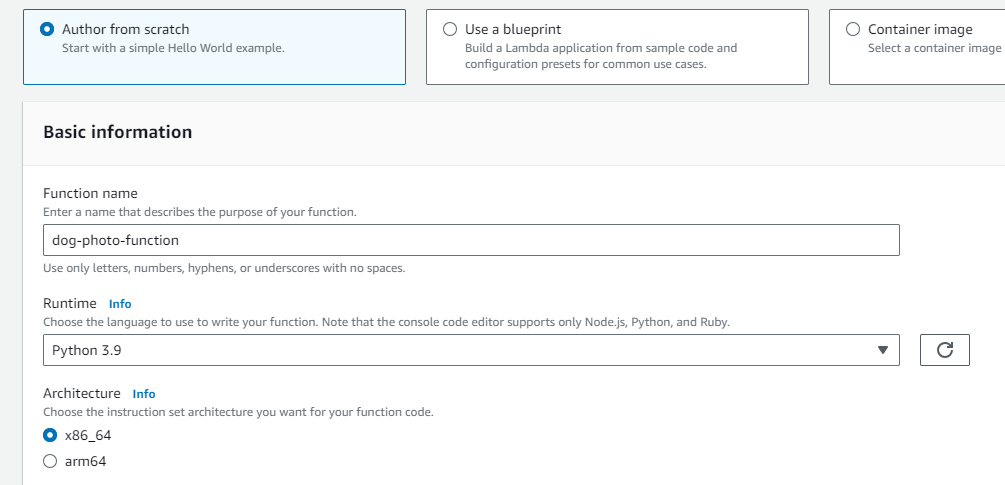 Author from scratch
Start with a simple Hello World example.
Use a blueprint
Build a Lambda application from sample code and
configuration presets for common use cases.
Container image
Select a container image
Basic information
Function name
Enter a name that describes the purpose of your function.
dog-photo-function
Use only letters, numbers, hyphens, or underscores with no spaces.
Runtime Info
Choose the language to use to write your function. Note that the console code editor supports only Node.js, Python, and Ruby.
Python 3.9
Architecture Info
Choose the instruction set architecture you want for your function code.
x86_64
arm64